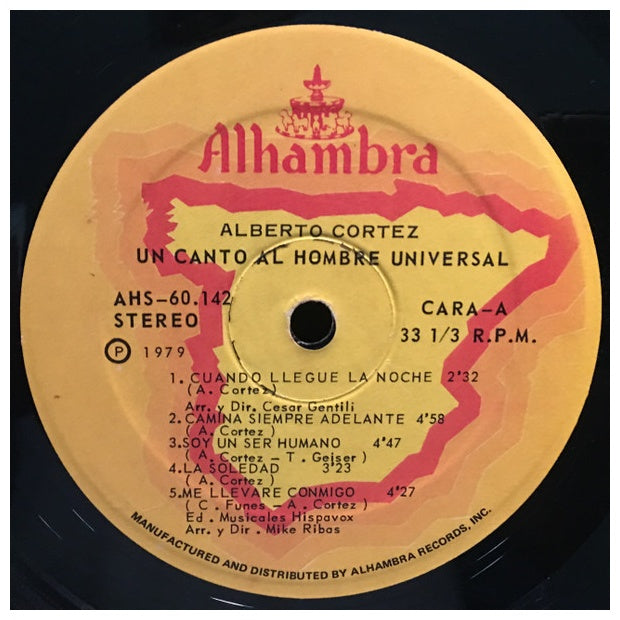 Alhambra
ALBERTO CORTEZ
UN CANTO AL HOMBRE UNIVERSAL
AHS-60.142
STEREO
℗ 1979
CARA-A
33 1/3 R.P.M.
1. CUANDO LLEGUE LA NOCHE 2'32
( A. Cortez)
Arr. y Dir. Cesar Gentili
2. CAMINA SIEMPRE ADELANTE 4'58
( A. Cortez )
3. SOY UN SER HUMANO 4'47
( A. Cortez - T. Geiser )
4. LA SOLEDAD 3'23
( A. Cortez )
5. ME LLEVARE CONMIGO 4'27
( C. Funes - A. Cortez )
Ed. Musicales Hispavox
Arr. y Dir. Mike Ribas
MANUFACTURED AND DISTRIBUTED BY ALHAMBRA RECORDS, INC.